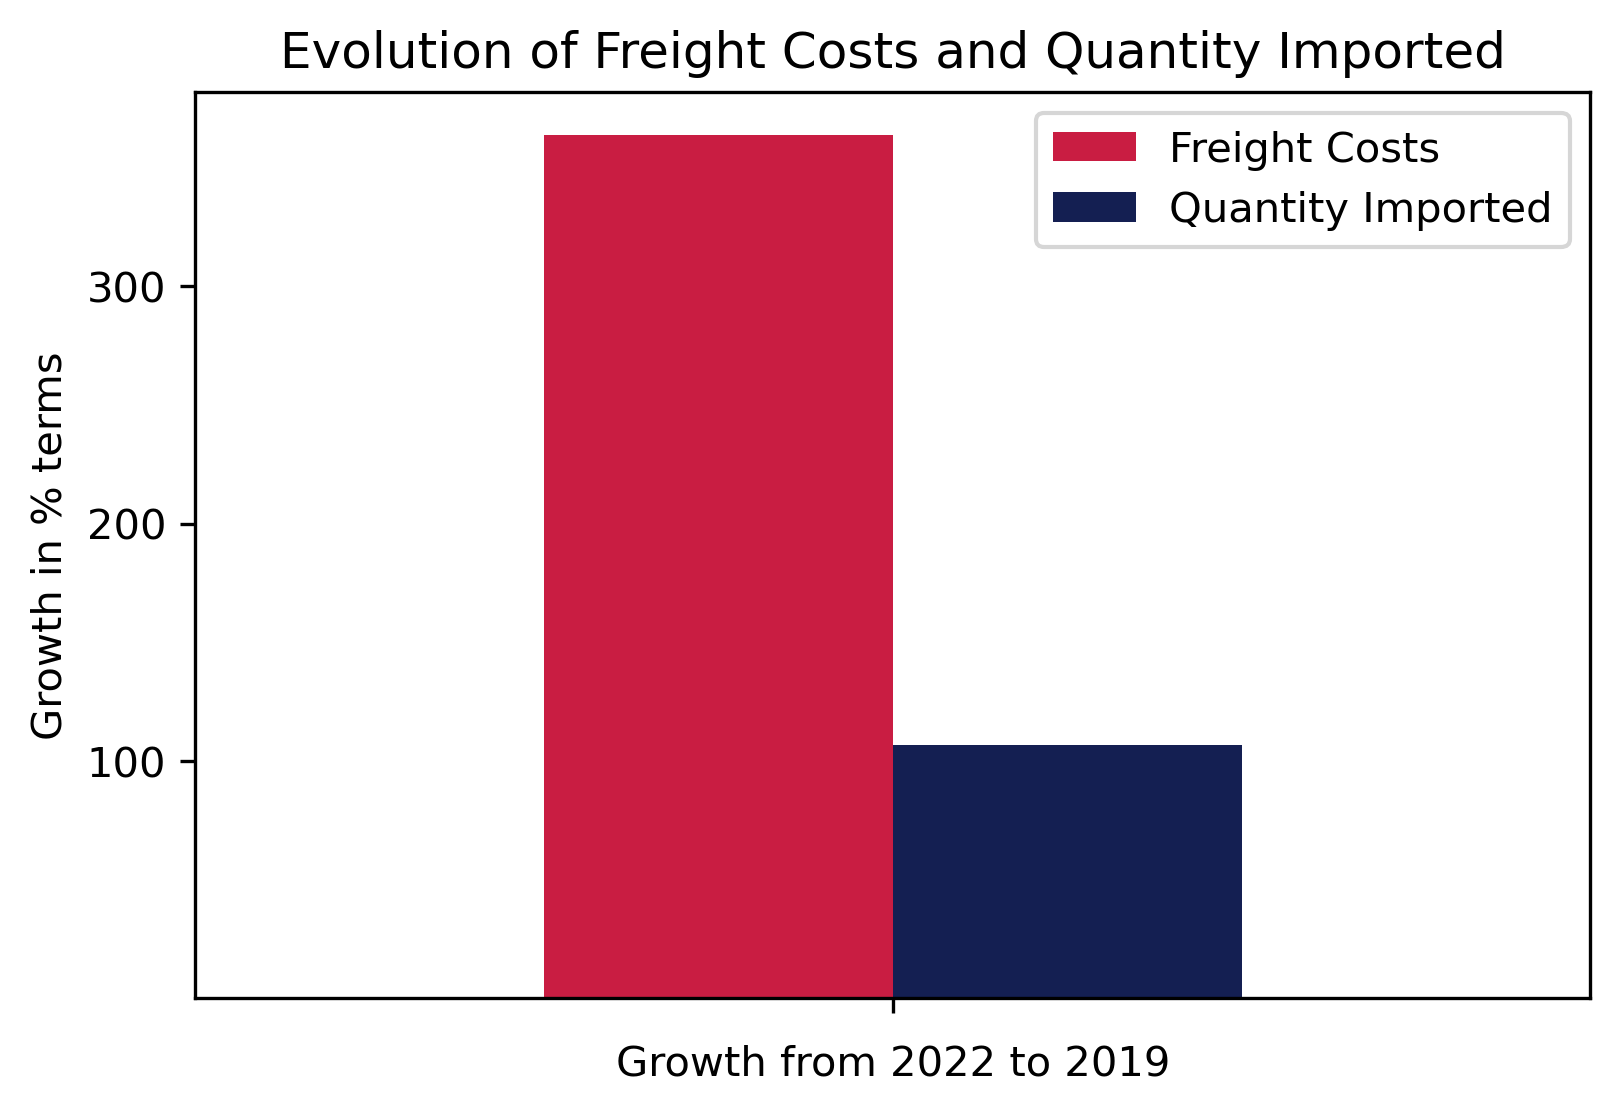 Evolution of Freight Costs and Quantity Imported
Freight Costs
Quantity Imported
Growth in % terms
300
200
100
Growth from 2022 to 2019